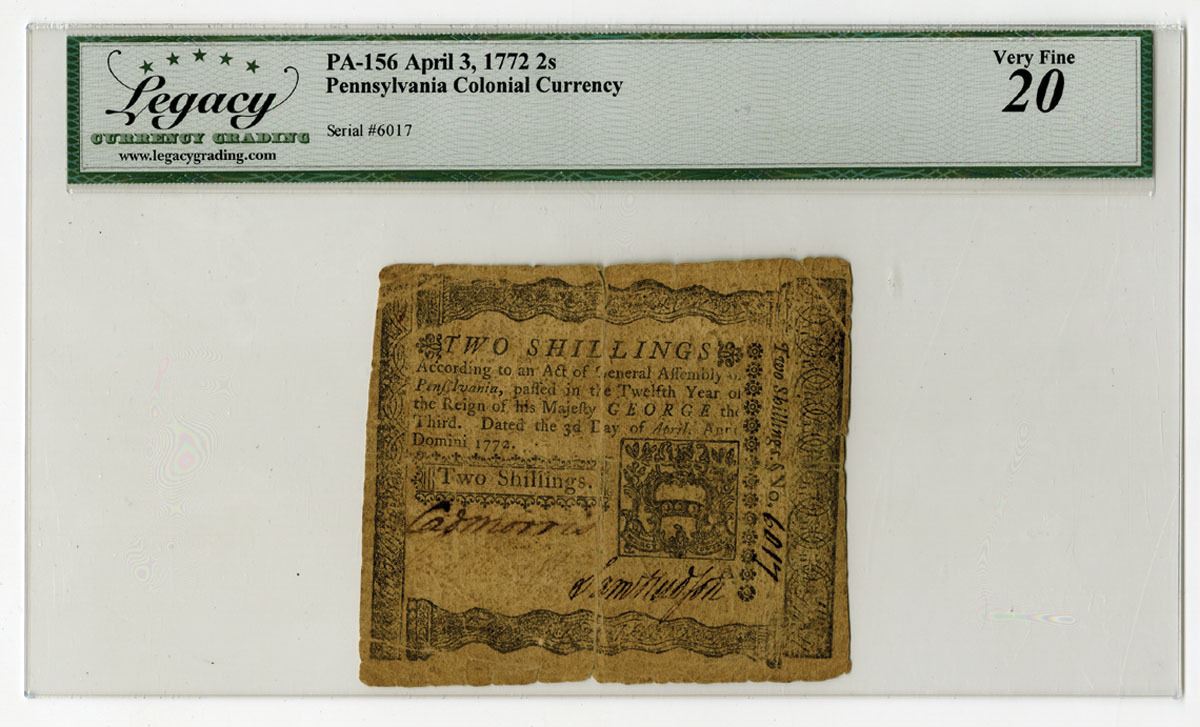 Legacy
CURRENCY GRADING
www.legacygrading.com
PA-156 April 3, 1772 2s
Pennsylvania Colonial Currency
Serial #6017
Very Fine
20
TWO SHILLINGS
According to an Act of General Aſſembly
Penſylvania, paſſed in the Twelfth Year of
the Reign of his Majeſty GEORGE the
Third. Dated the 3d Day of April, Anno
Domini 1772.
Two Shillings.
Cadmorris
Sam Hudſon
A
Two Shillings. No. 6017